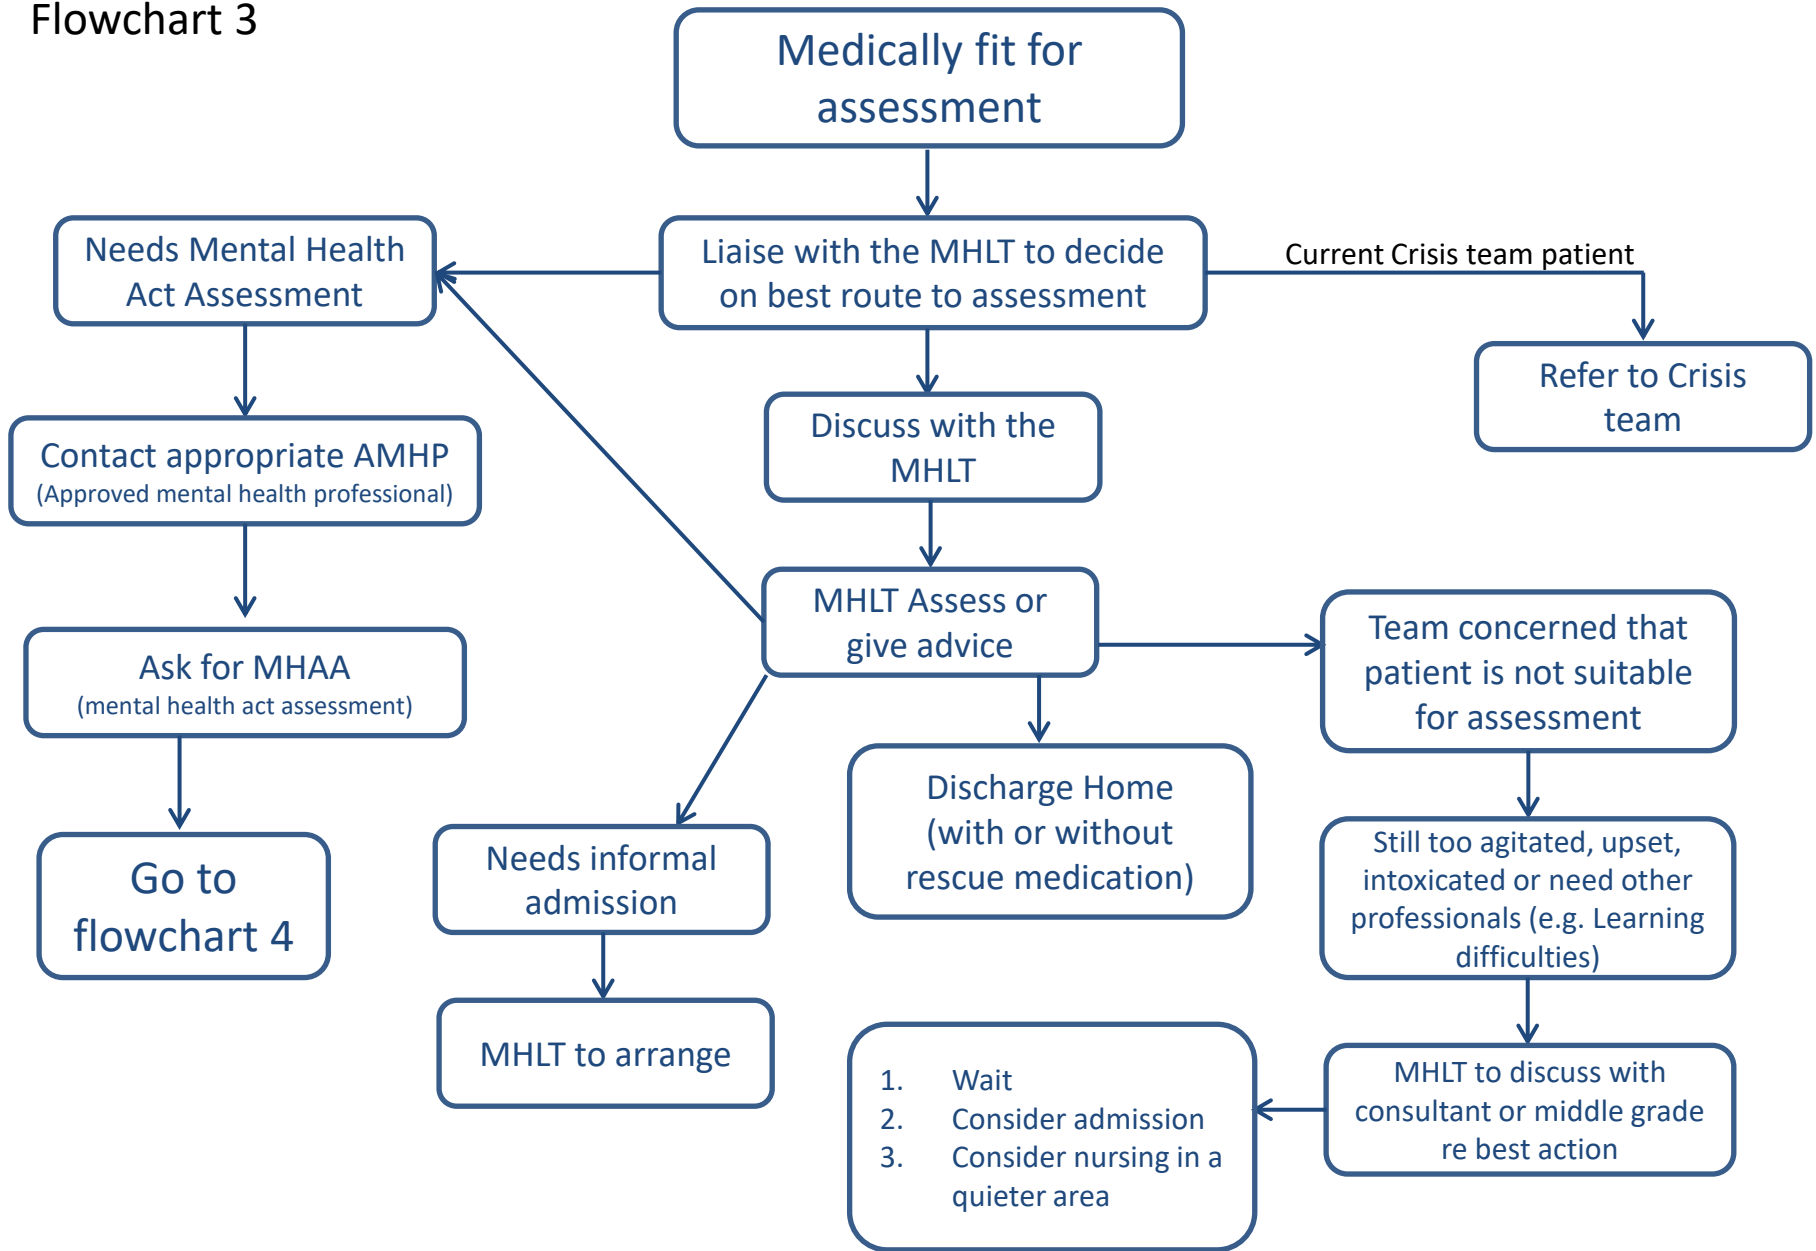 Flowchart 3
Medically fit for
assessment
Needs Mental Health
Act Assessment
Liaise with the MHLT to decide
on best route to assessment
Current Crisis team patient
Refer to Crisis
team
Contact appropriate AMHP
(Approved mental health professional)
Discuss with the
MHLT
Ask for MHAA
(mental health act assessment)
MHLT Assess or
give advice
Team concerned that
patient is not suitable
for assessment
Go to
flowchart 4
Needs informal
admission
Discharge Home
(with or without
rescue medication)
Still too agitated, upset,
intoxicated or need other
professionals (e.g. Learning
difficulties)
MHLT to arrange
1. Wait
2. Consider admission
3. Consider nursing in a
quieter area
MHLT to discuss with
consultant or middle grade
re best action